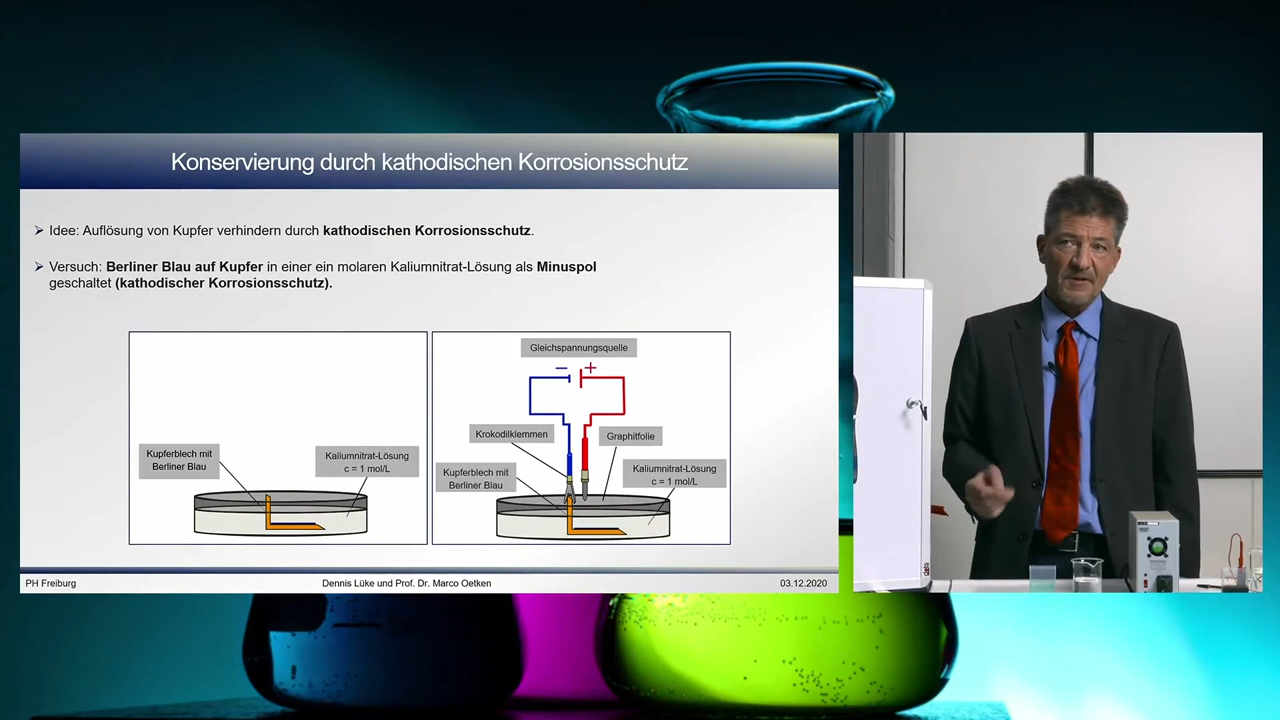 Konservierung durch kathodischen Korrosionsschutz
Idee: Auflösung von Kupfer verhindern durch kathodischen Korrosionsschutz.
Versuch: Berliner Blau auf Kupfer in einer ein molaren Kaliumnitrat-Lösung als Minuspol
geschaltet (kathodischer Korrosionsschutz).
Kupferblech mit
Berliner Blau
Kaliumnitrat-Lösung
c = 1 mol/L
Gleichspannungsquelle
− +
Krokodilklemmen
Graphitfolie
Kupferblech mit
Berliner Blau
Kaliumnitrat-Lösung
c = 1 mol/L
PH Freiburg
Dennis Lüke und Prof. Dr. Marco Oetken
03.12.2020